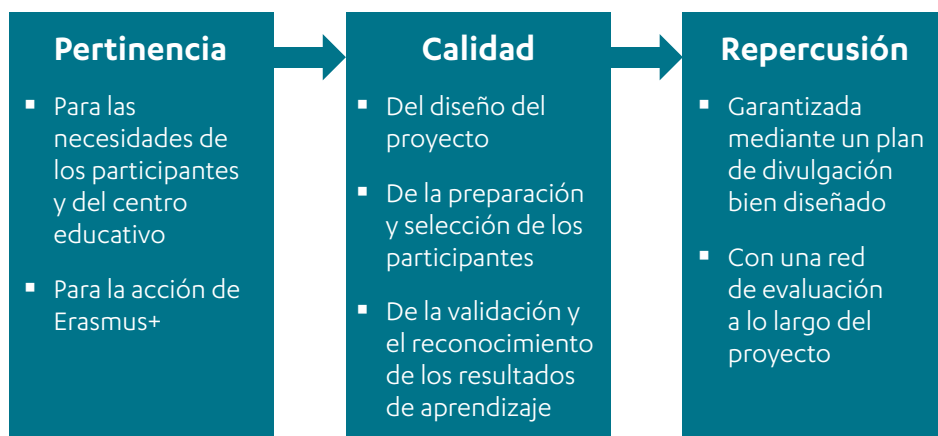 Pertinencia
▪ Para las
necesidades de
los participantes
y del centro
educativo
▪ Para la acción de
Erasmus+
Calidad
▪ Del diseño del
proyecto
▪ De la preparación
y selección de los
participantes
▪ De la validación y
el reconocimiento
de los resultados
de aprendizaje
Repercusión
▪ Garantizada
mediante un plan
de divulgación
bien diseñado
▪ Con una red
de evaluación
a lo largo del
proyecto